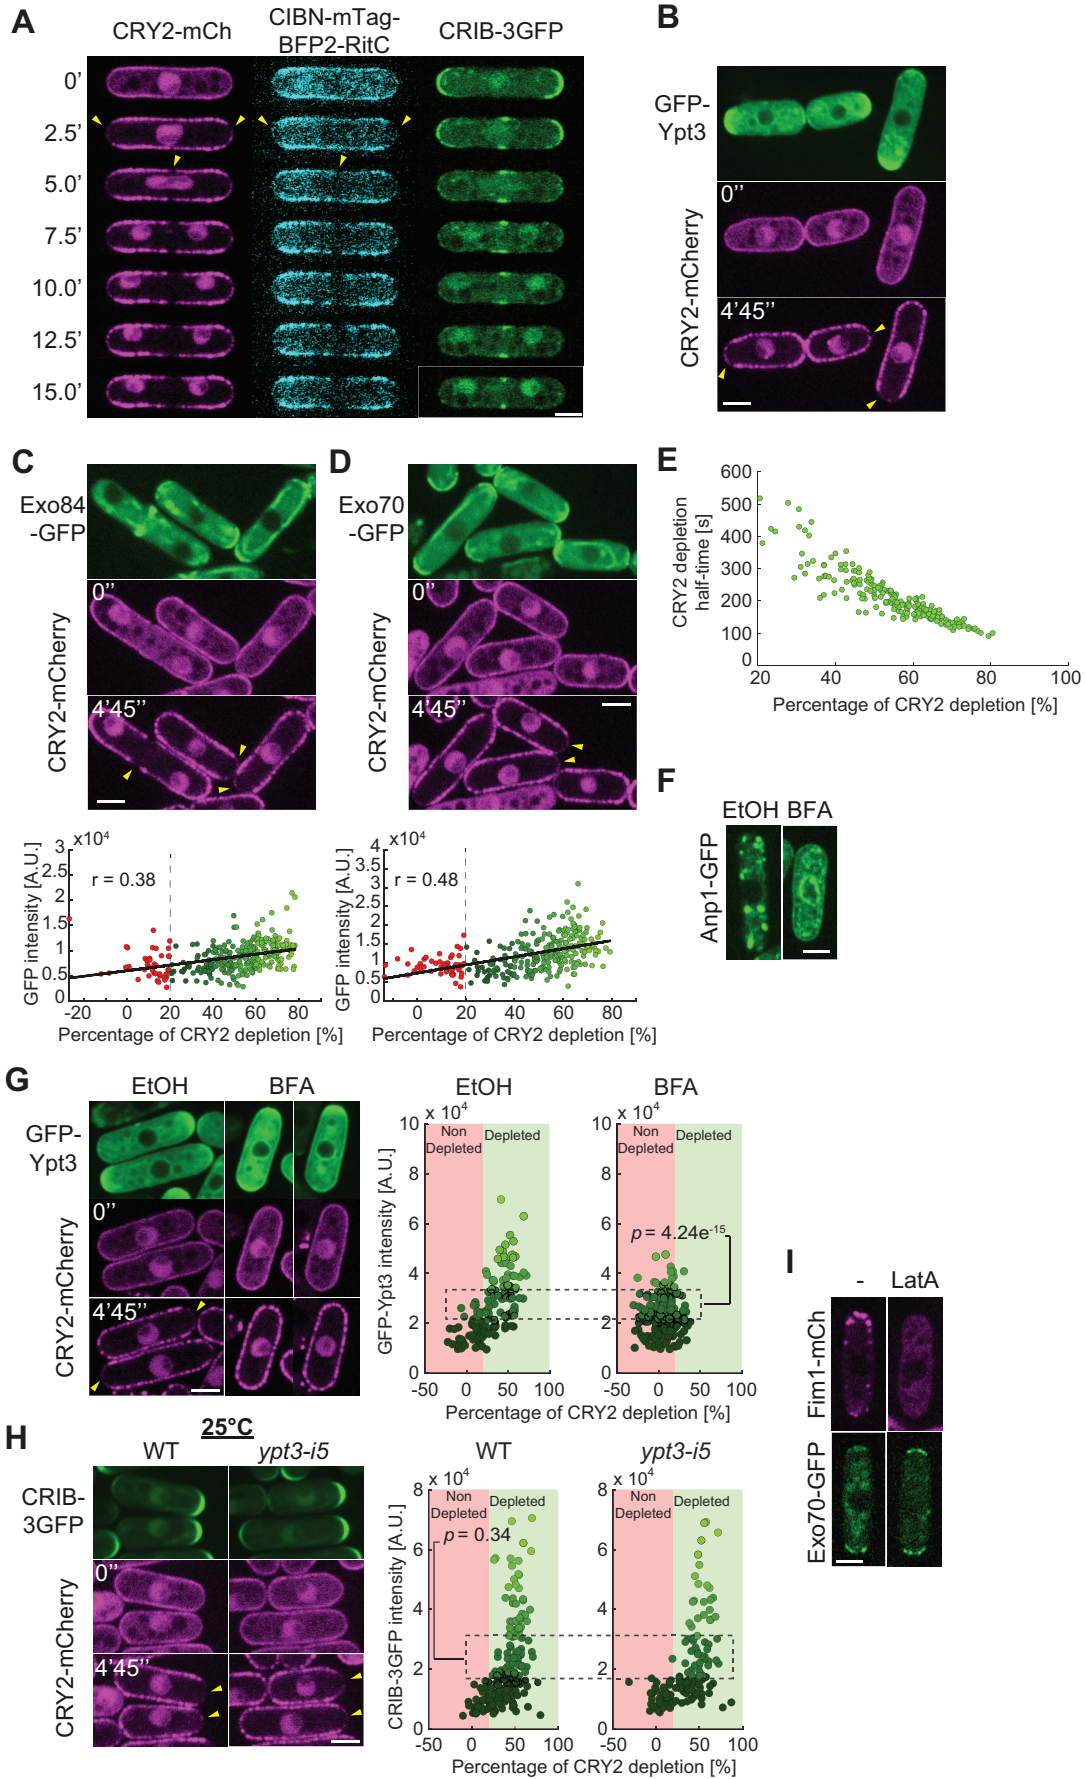 A
CRY2-mCh
CIBN-mTag-
BFP2-RitC
CRIB-3GFP
0'
2.5'
5.0'
7.5'
10.0'
12.5'
15.0'
B
GFP-
Ypt3
CRY2-mCherry
0''
4'45''
C
Exo84
-GFP
CRY2-mCherry
0''
4'45''
x10⁴
GFP intensity [A.U.]
3
2.5
2
1.5
1
0.5
0
r = 0.38
-20 0 20 40 60 80
Percentage of CRY2 depletion [%]
D
Exo70
-GFP
CRY2-mCherry
0''
4'45''
x10⁴
GFP intensity [A.U.]
4
3.5
3
2.5
2
1.5
1
0.5
0
r = 0.48
0 20 40 60 80
Percentage of CRY2 depletion [%]
E
CRY2 depletion
half-time [s]
600
500
400
300
200
100
0
20 40 60 80 100
Percentage of CRY2 depletion [%]
F
EtOH BFA
Anp1-GFP
G
EtOH BFA
GFP-
Ypt3
CRY2-mCherry
0''
4'45''
EtOH
x 10⁴
GFP-Ypt3 intensity [A.U.]
10
8
6
4
2
0
Non
Depleted
Depleted
-50 0 50 100
BFA
x 10⁴
10
8
6
4
2
0
Non
Depleted
Depleted
p = 4.24e⁻¹⁵
-50 0 50 100
Percentage of CRY2 depletion [%]
H
25°C
WT ypt3-i5
CRIB-
3GFP
CRY2-mCherry
0''
4'45''
WT
x 10⁴
CRIB-3GFP intensity [A.U.]
8
6
4
2
0
Non
Depleted
Depleted
p = 0.34
-50 0 50 100
ypt3-i5
x 10⁴
8
6
4
2
0
Non
Depleted
Depleted
-50 0 50 100
Percentage of CRY2 depletion [%]
I
- LatA
Fim1-mCh
Exo70-GFP